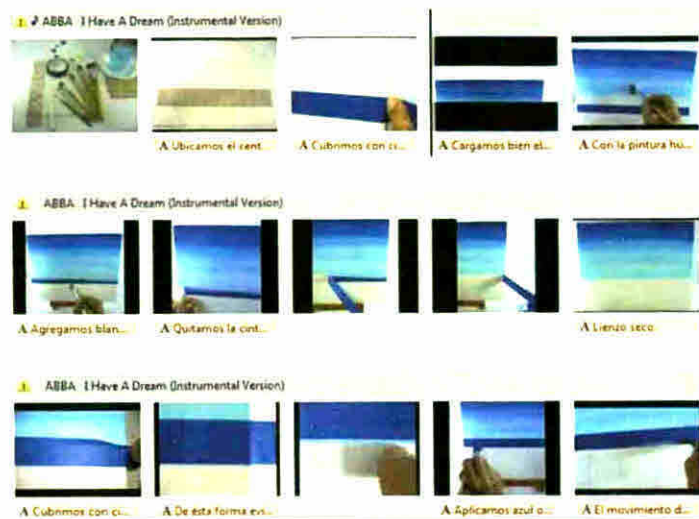 ABBA I Have A Dream (Instrumental Version)
A Ubicamos el cent...
A Cubrimos con ci...
A Cargamos bien el...
A Con la pintura hú...
ABBA I Have A Dream (Instrumental Version)
A Agregamos blan...
A Quitamos la cint...
A Lienzo seco
ABBA I Have A Dream (Instrumental Version)
A Cubrimos con ci...
A De esta forma evi...
A Aplicamos azul o...
A El movimiento d...